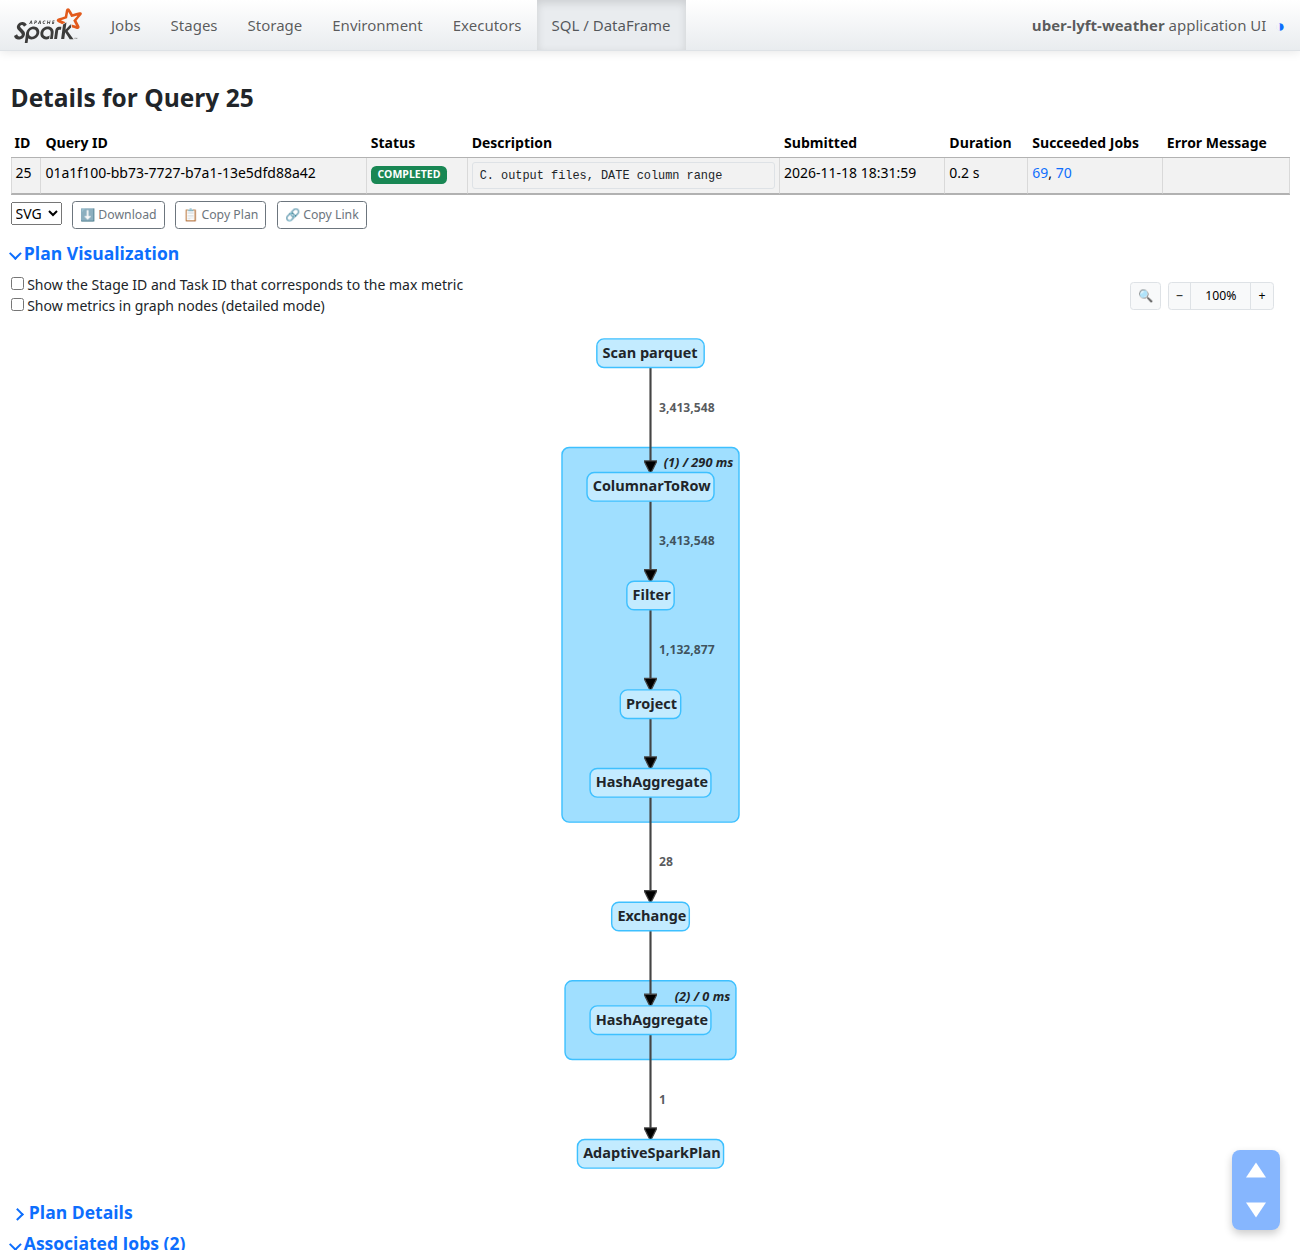 APACHE
Spark
Jobs
Stages
Storage
Environment
Executors
SQL / DataFrame
uber-lyft-weather application UI
Details for Query 25
ID Query ID Status Description Submitted Duration Succeeded Jobs Error Message
25 01a1f100-bb73-7727-b7a1-13e5dfd88a42 COMPLETED C. output files, DATE column range 2026-11-18 18:31:59 0.2 s 69, 70
SVG Download Copy Plan Copy Link
Plan Visualization
Show the Stage ID and Task ID that corresponds to the max metric
Show metrics in graph nodes (detailed mode)
− 100% +
Scan parquet
3,413,548
(1) / 290 ms
ColumnarToRow
3,413,548
Filter
1,132,877
Project
HashAggregate
28
Exchange
(2) / 0 ms
HashAggregate
1
AdaptiveSparkPlan
Plan Details
Associated Jobs (2)